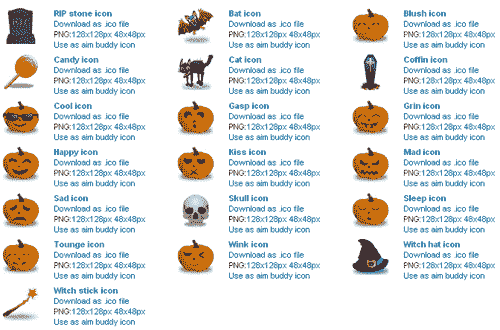 RIP stone icon
Download as .ico file
PNG:128x128px 48x48px
Use as aim buddy icon
Bat icon
Download as .ico file
PNG:128x128px 48x48px
Use as aim buddy icon
Blush icon
Download as .ico file
PNG:128x128px 48x48px
Use as aim buddy icon
Candy icon
Download as .ico file
PNG:128x128px 48x48px
Use as aim buddy icon
Cat icon
Download as .ico file
PNG:128x128px 48x48px
Use as aim buddy icon
Coffin icon
Download as .ico file
PNG:128x128px 48x48px
Use as aim buddy icon
Cool icon
Download as .ico file
PNG:128x128px 48x48px
Use as aim buddy icon
Gasp icon
Download as .ico file
PNG:128x128px 48x48px
Use as aim buddy icon
Grin icon
Download as .ico file
PNG:128x128px 48x48px
Use as aim buddy icon
Happy icon
Download as .ico file
PNG:128x128px 48x48px
Use as aim buddy icon
Kiss icon
Download as .ico file
PNG:128x128px 48x48px
Use as aim buddy icon
Mad icon
Download as .ico file
PNG:128x128px 48x48px
Use as aim buddy icon
Sad icon
Download as .ico file
PNG:128x128px 48x48px
Use as aim buddy icon
Skull icon
Download as .ico file
PNG:128x128px 48x48px
Use as aim buddy icon
Sleep icon
Download as .ico file
PNG:128x128px 48x48px
Use as aim buddy icon
Tounge icon
Download as .ico file
PNG:128x128px 48x48px
Use as aim buddy icon
Wink icon
Download as .ico file
PNG:128x128px 48x48px
Use as aim buddy icon
Witch hat icon
Download as .ico file
PNG:128x128px 48x48px
Use as aim buddy icon
Witch stick icon
Download as .ico file
PNG:128x128px 48x48px
Use as aim buddy icon